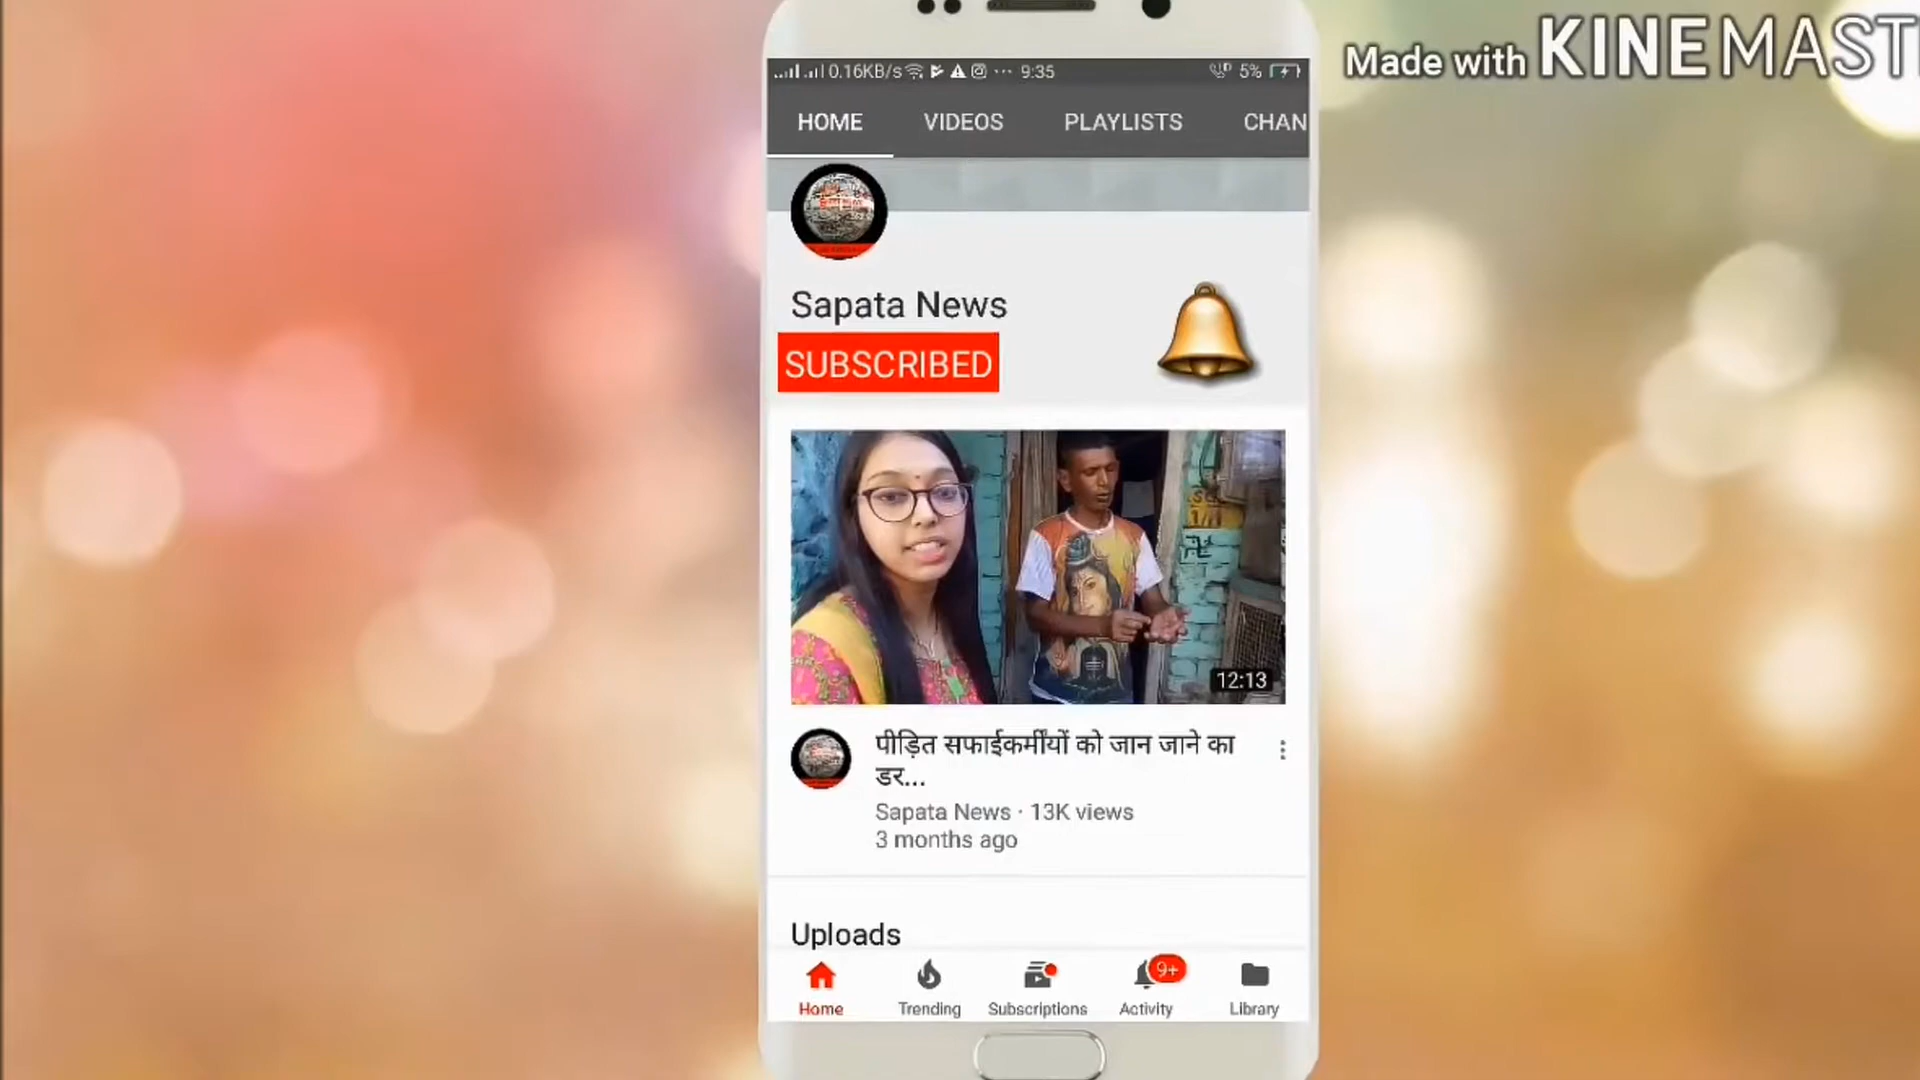 Made with KINEMAST
0.16KB/s ... 9:35 5%
HOME VIDEOS PLAYLISTS CHAN
Sapata News
SUBSCRIBED
12:13
पीड़ित सफाईकर्मीयों को जान जाने का
डर...
Sapata News · 13K views
3 months ago
Uploads
9+
Home Trending Subscriptions Activity Library